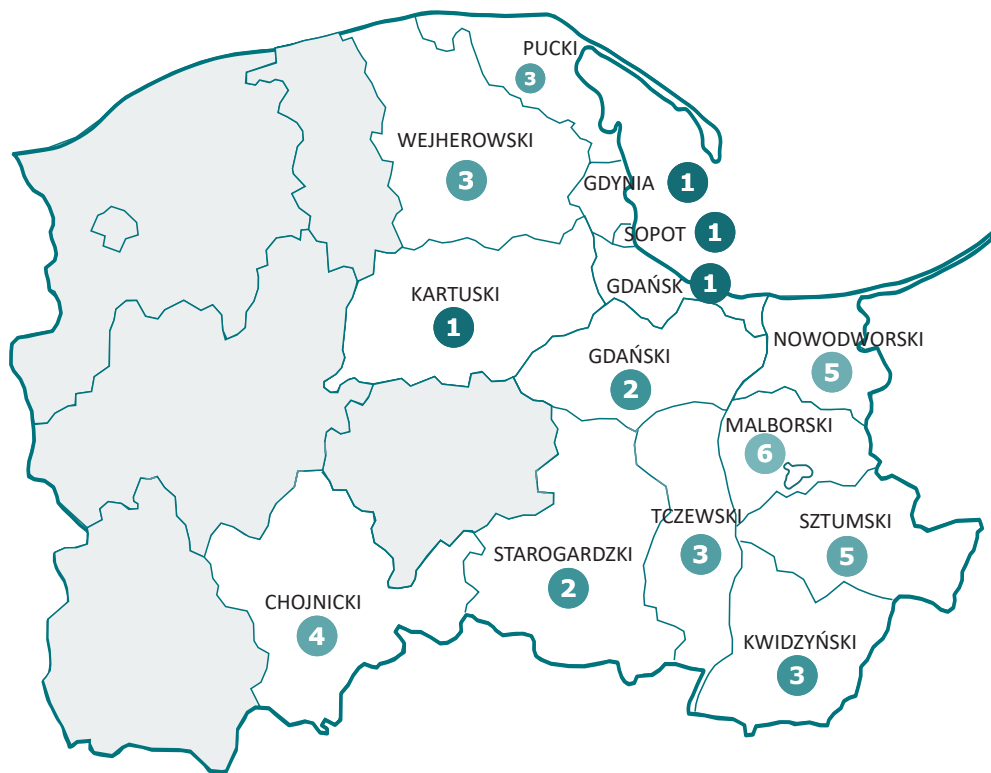 PUCKI
3
WEJHEROWSKI
3
GDYNIA 1
SOPOT 1
GDAŃSK 1
KARTUSKI
1
GDAŃSKI
2
NOWODWORSKI
5
MALBORSKI
6
TCZEWSKI
3
SZTUMSKI
5
STAROGARDZKI
2
CHOJNICKI
4
KWIDZYŃSKI
3